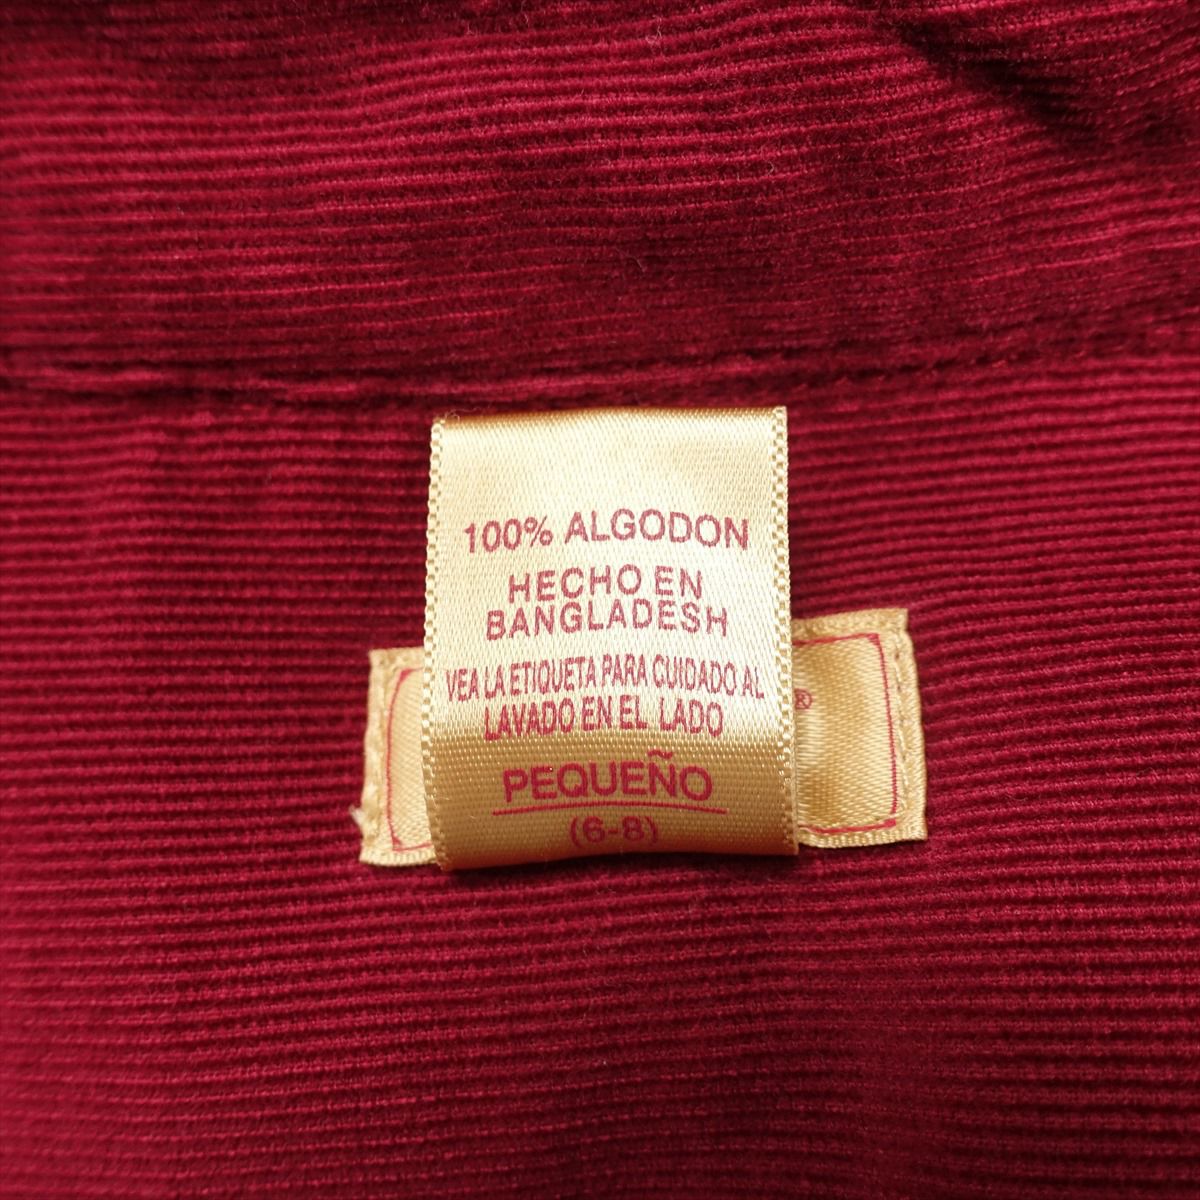 100% ALGODON
HECHO EN
BANGLADESH
VEA LA ETIQUETA PARA CUIDADO AL
LAVADO EN EL LADO
PEQUEÑO
(6-8)
®